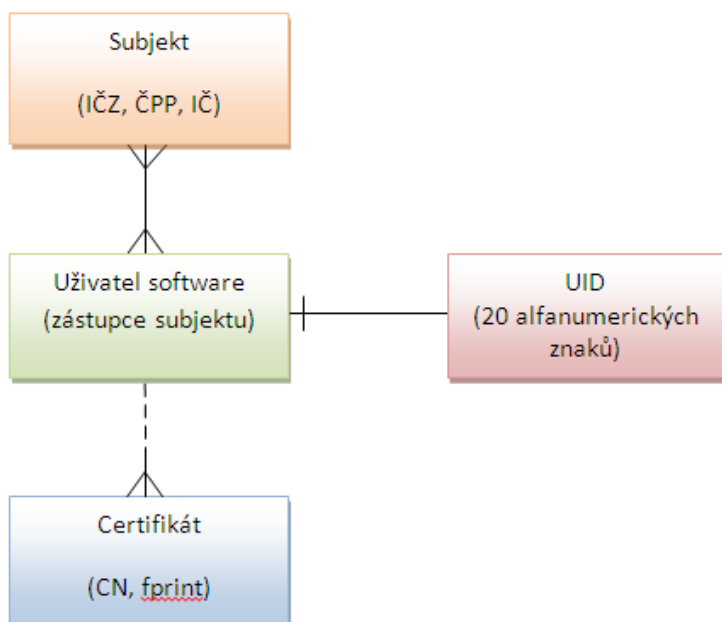 Subjekt
(IČZ, ČPP, IČ)
Uživatel software
(zástupce subjektu)
UID
(20 alfanumerických
znaků)
Certifikát
(CN, fprint)